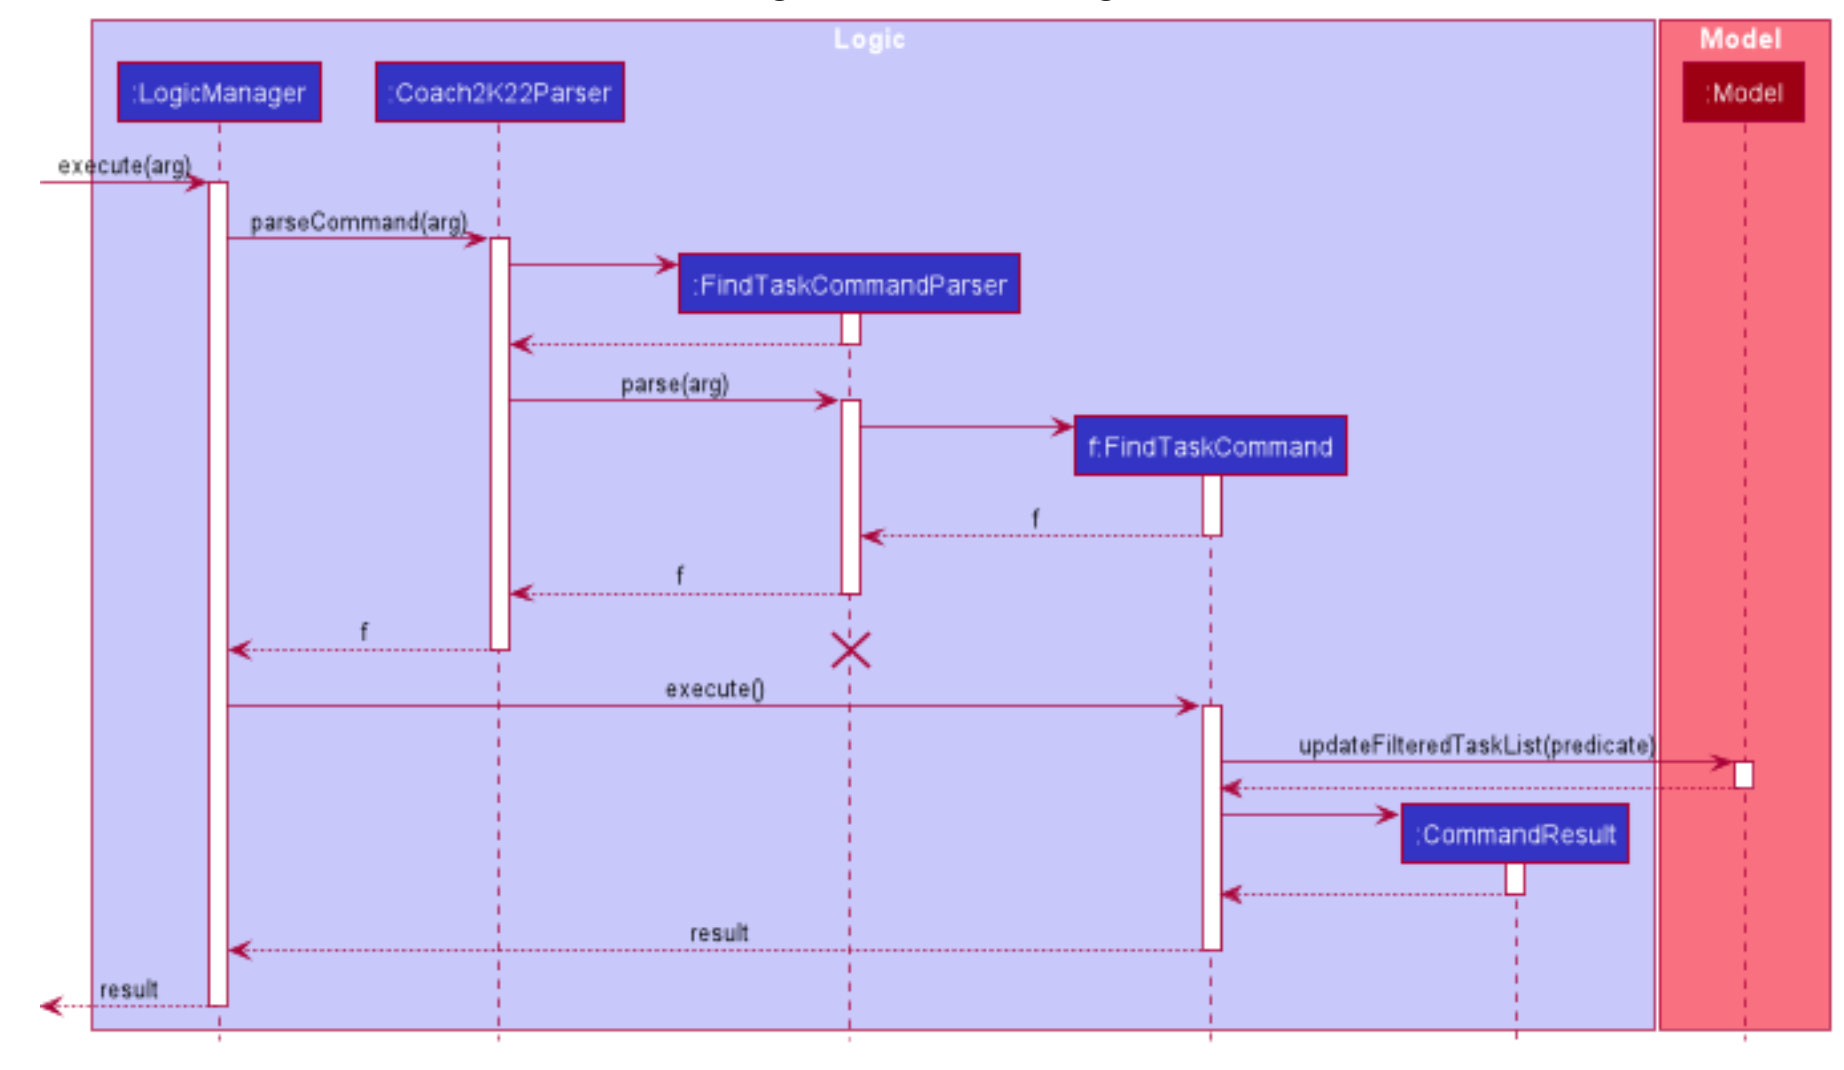 Logic
Model
:LogicManager
:Coach2K22Parser
:Model
execute(arg)
parseCommand(arg)
:FindTaskCommandParser
parse(arg)
f:FindTaskCommand
f
f
f
execute()
updateFilteredTaskList(predicate)
:CommandResult
result
result